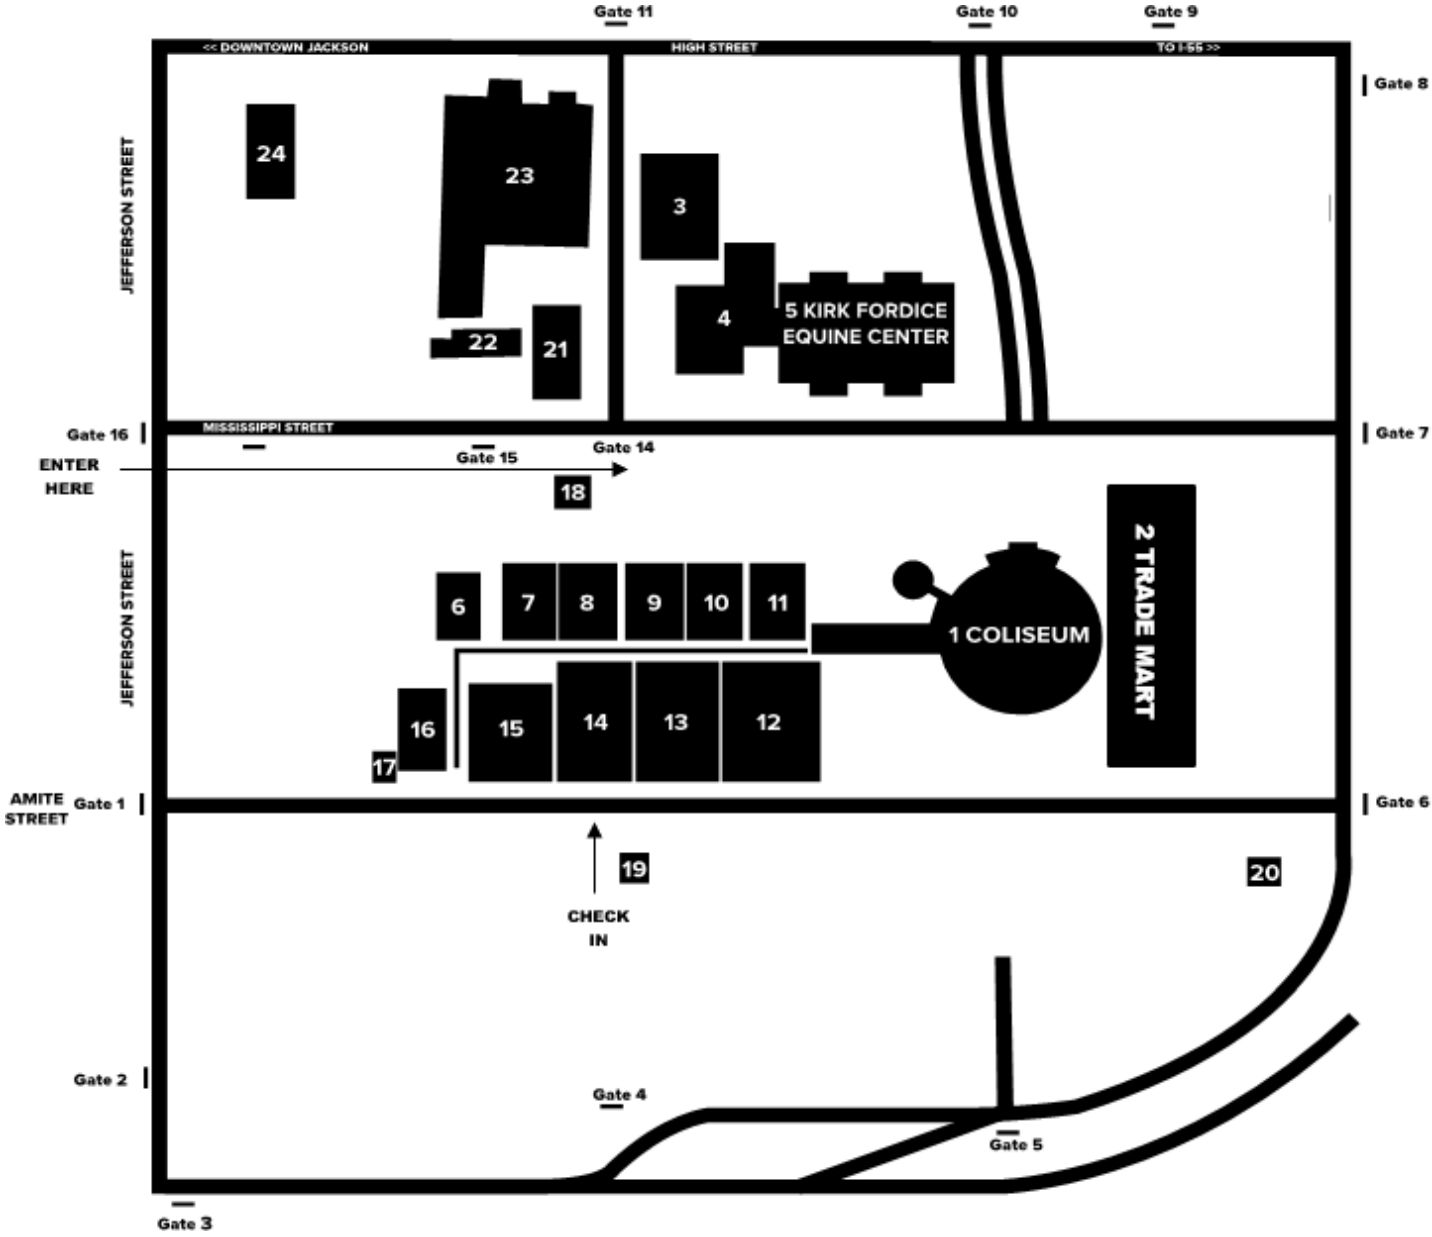 Gate 11
Gate 10
Gate 9
<< DOWNTOWN JACKSON
HIGH STREET
TO I-55 >>
Gate 8
JEFFERSON STREET
24
23
3
4
5 KIRK FORDICE
EQUINE CENTER
22
21
MISSISSIPPI STREET
Gate 16
Gate 15
Gate 14
Gate 7
ENTER
HERE
18
JEFFERSON STREET
6
7
8
9
10
11
1 COLISEUM
2 TRADE MART
16
15
14
13
12
17
AMITE
STREET
Gate 1
Gate 6
19
20
CHECK
IN
Gate 2
Gate 4
Gate 5
Gate 3